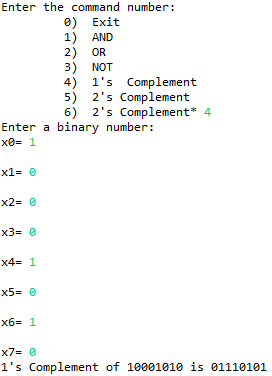 Enter the command number:
0) Exit
1) AND
2) OR
3) NOT
4) 1's  Complement
5) 2's Complement
6) 2's Complement* 4
Enter a binary number:
x0= 1
x1= 0
x2= 0
x3= 0
x4= 1
x5= 0
x6= 1
x7= 0
1's Complement of 10001010 is 01110101